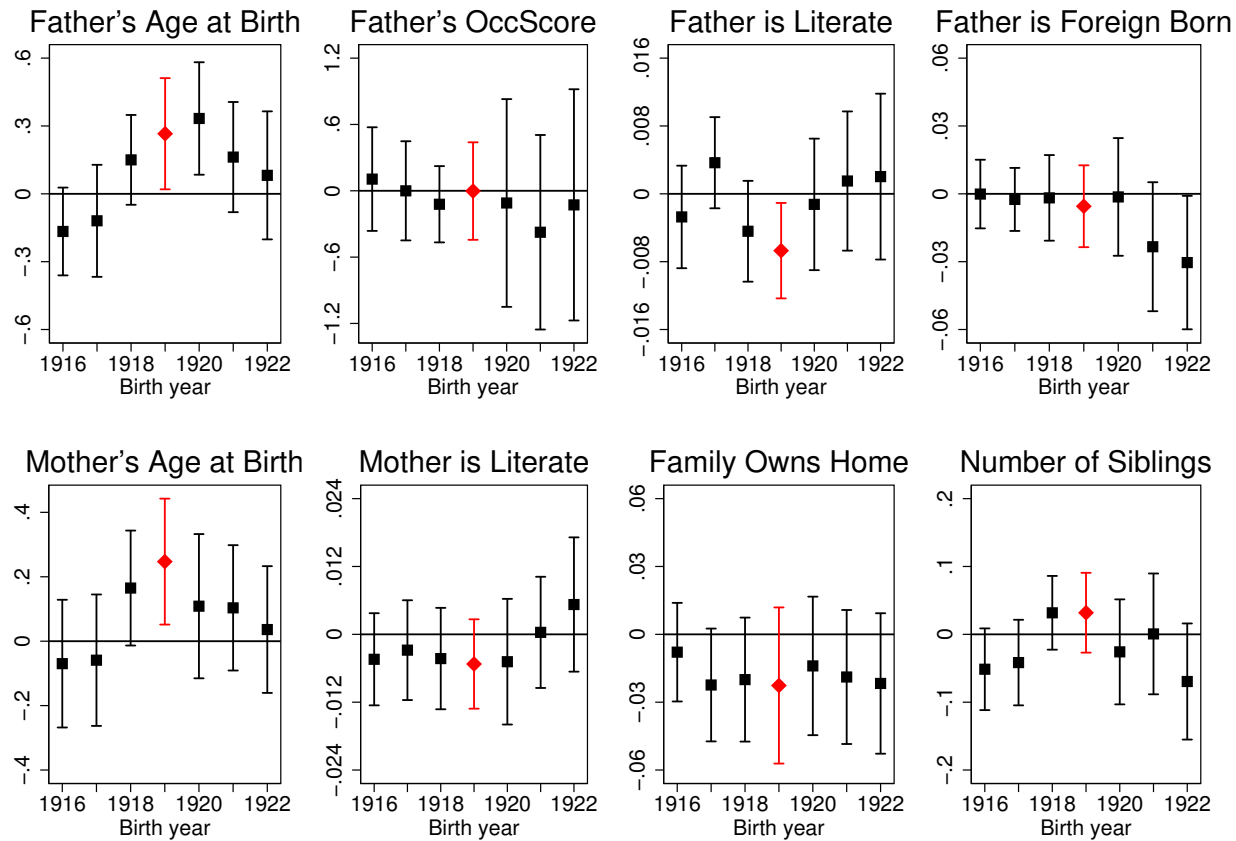 Father's Age at Birth
.6
.3
0
−.3
−.6
1916 1918 1920 1922
Birth year
Father's OccScore
1.2
.6
0
−.6
−1.2
1916 1918 1920 1922
Birth year
Father is Literate
.016
.008
0
−.008
−.016
1916 1918 1920 1922
Birth year
Father is Foreign Born
.06
.03
0
−.03
−.06
1916 1918 1920 1922
Birth year
Mother's Age at Birth
.4
.2
0
−.2
−.4
1916 1918 1920 1922
Birth year
Mother is Literate
.024
.012
0
−.012
−.024
1916 1918 1920 1922
Birth year
Family Owns Home
.06
.03
0
−.03
−.06
1916 1918 1920 1922
Birth year
Number of Siblings
.2
.1
0
−.1
−.2
1916 1918 1920 1922
Birth year